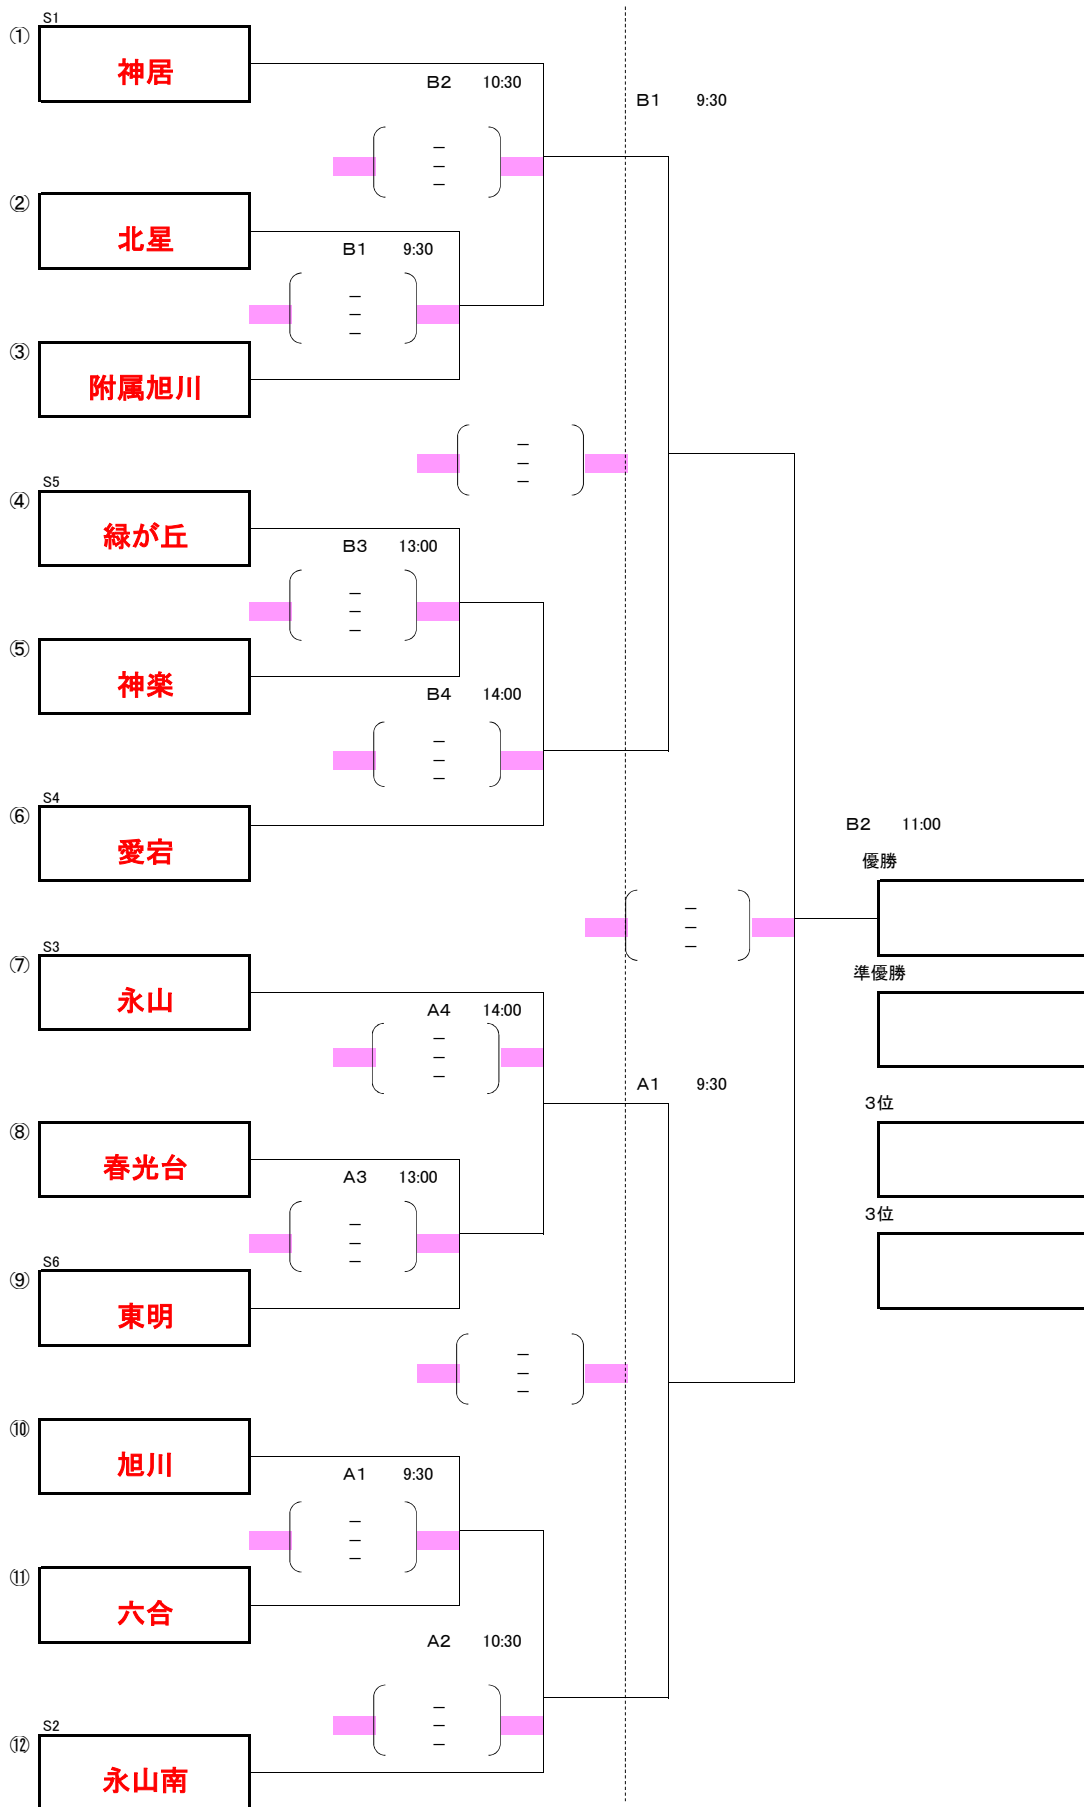 S1
① 神居
B2 10:30
B1 9:30
― ― ―
② 北星
B1 9:30
― ― ―
③ 附属旭川
― ― ―
S5
④ 緑が丘
B3 13:00
― ― ―
⑤ 神楽
B4 14:00
― ― ―
S4
⑥ 愛宕
B2 11:00
優勝
― ― ―
S3
⑦ 永山
準優勝
A4 14:00
― ― ―
A1 9:30
3位
⑧ 春光台
A3 13:00
― ― ―
3位
S6
⑨ 東明
― ― ―
⑩ 旭川
A1 9:30
― ― ―
⑪ 六合
A2 10:30
― ― ―
S2
⑫ 永山南